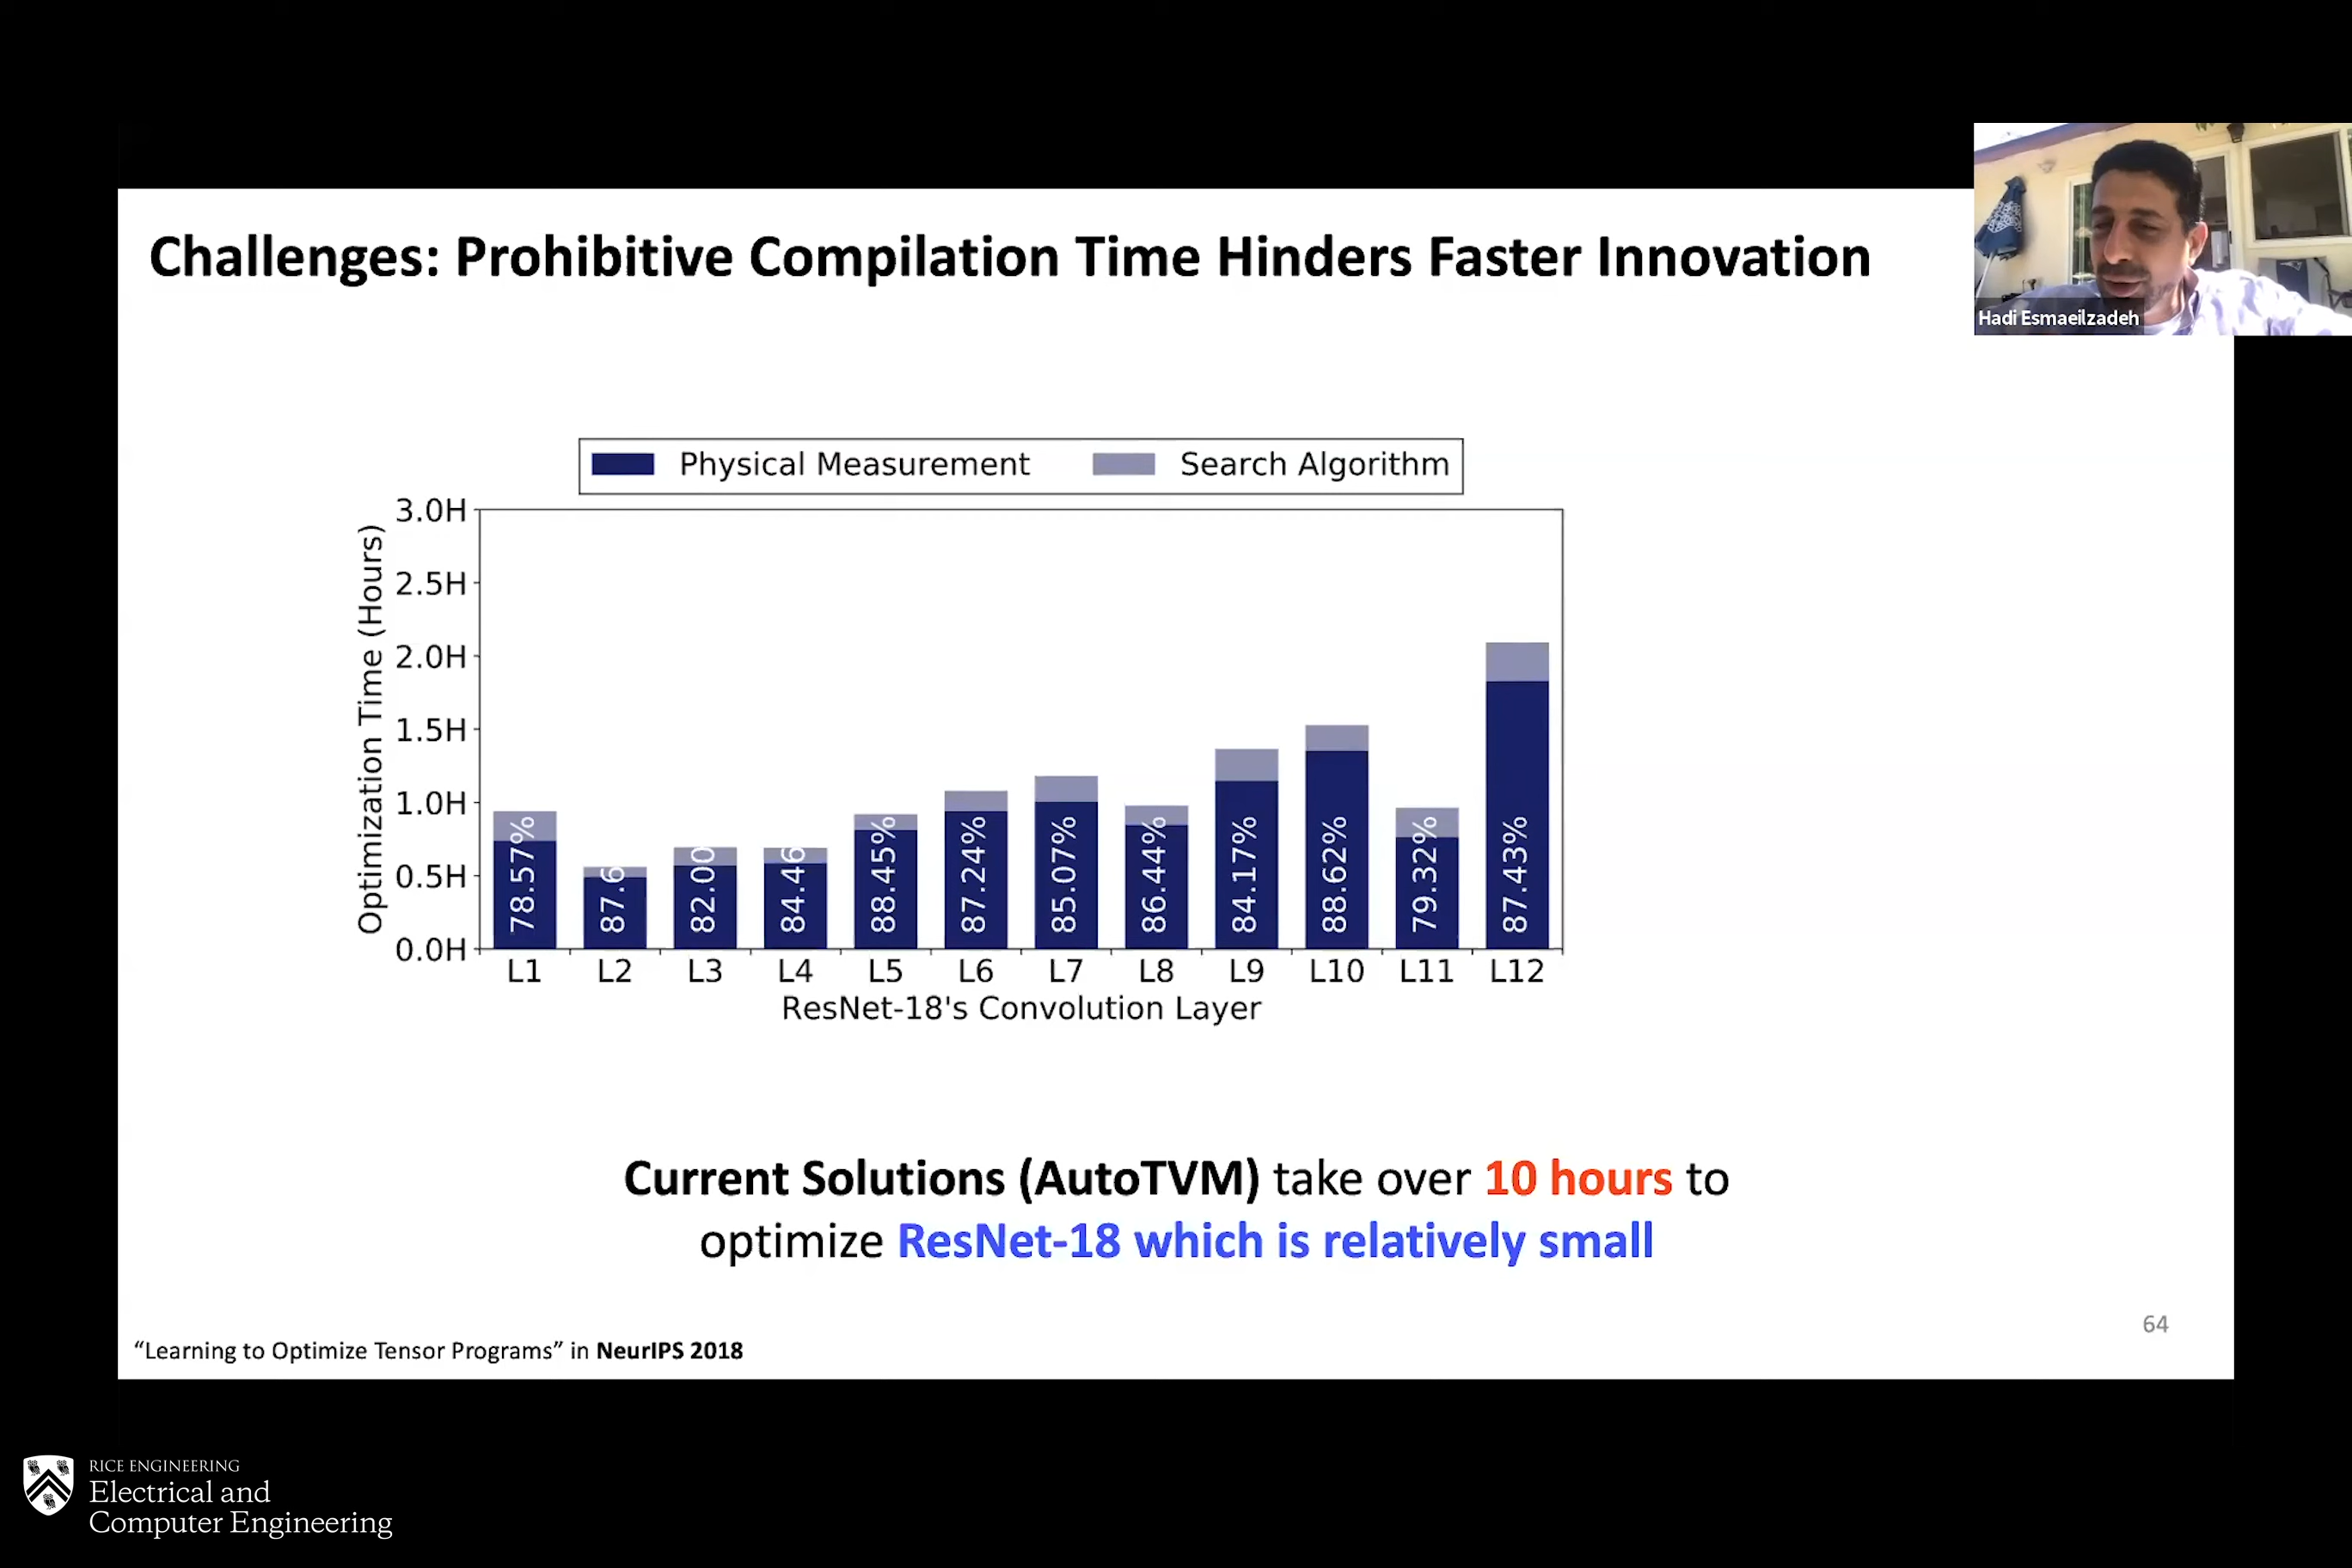 Challenges: Prohibitive Compilation Time Hinders Faster Innovation
Hadi Esmaeilzadeh
Physical Measurement
Search Algorithm
Optimization Time (Hours)
3.0H
2.5H
2.0H
1.5H
1.0H
0.5H
0.0H
78.57%
87.6
82.00
84.46
88.45%
87.24%
85.07%
86.44%
84.17%
88.62%
79.32%
87.43%
L1 L2 L3 L4 L5 L6 L7 L8 L9 L10 L11 L12
ResNet-18's Convolution Layer
Current Solutions (AutoTVM) take over 10 hours to
optimize ResNet-18 which is relatively small
64
“Learning to Optimize Tensor Programs” in NeurIPS 2018
RICE ENGINEERING
Electrical and
Computer Engineering